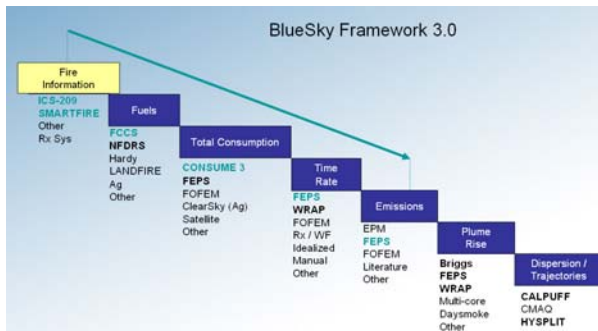 BlueSky Framework 3.0
Fire
Information
ICS-209
SMARTFIRE
Other
Rx Sys
Fuels
FCCS
NFDRS
Hardy
LANDFIRE
Ag
Other
Total Consumption
CONSUME 3
FEPS
FOFEM
ClearSky (Ag)
Satellite
Other
Time
Rate
FEPS
WRAP
FOFEM
Rx / WF
Idealized
Manual
Other
Emissions
EPM
FEPS
FOFEM
Literature
Other
Plume
Rise
Briggs
FEPS
WRAP
Multi-core
Daysmoke
Other
Dispersion /
Trajectories
CALPUFF
CMAQ
HYSPLIT